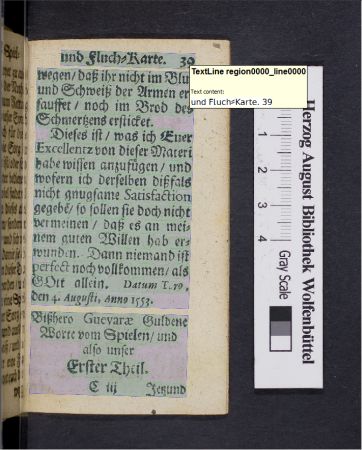 und Fluch⸗Karte. 39
wegen/ daß ihr nicht im Blut
und Schweiß der Armen er
sauffet/ noch im Brod des
Schmertzens ersticket.
Dieses ist/ was ich Euer
Excellentz von dieser Materi
habe wissen anzufügen/ und
wofern ich derselben dißfals
nicht gnugsame Satisfaction
gegebē/ so sollen sie doch nicht
vermeinen/ daß es an mei-
nem guten Willen hab er-
wunden. Dann niemand ist
perfect noch vollkommen/ als
GOtt allein. Datum T. 10,
den 4. Augusti, Anno 1553.
Bißhero Guevaræ Guldene
Worte vom Spielen/ und
also unser
Erster Theil.
C iij Jetzund
TextLine region0000_line0000
Text content:
und Fluch⸗Karte. 39
1
2
3
4
Gray Scale
Herzog August Bibliothek Wolfenbüttel